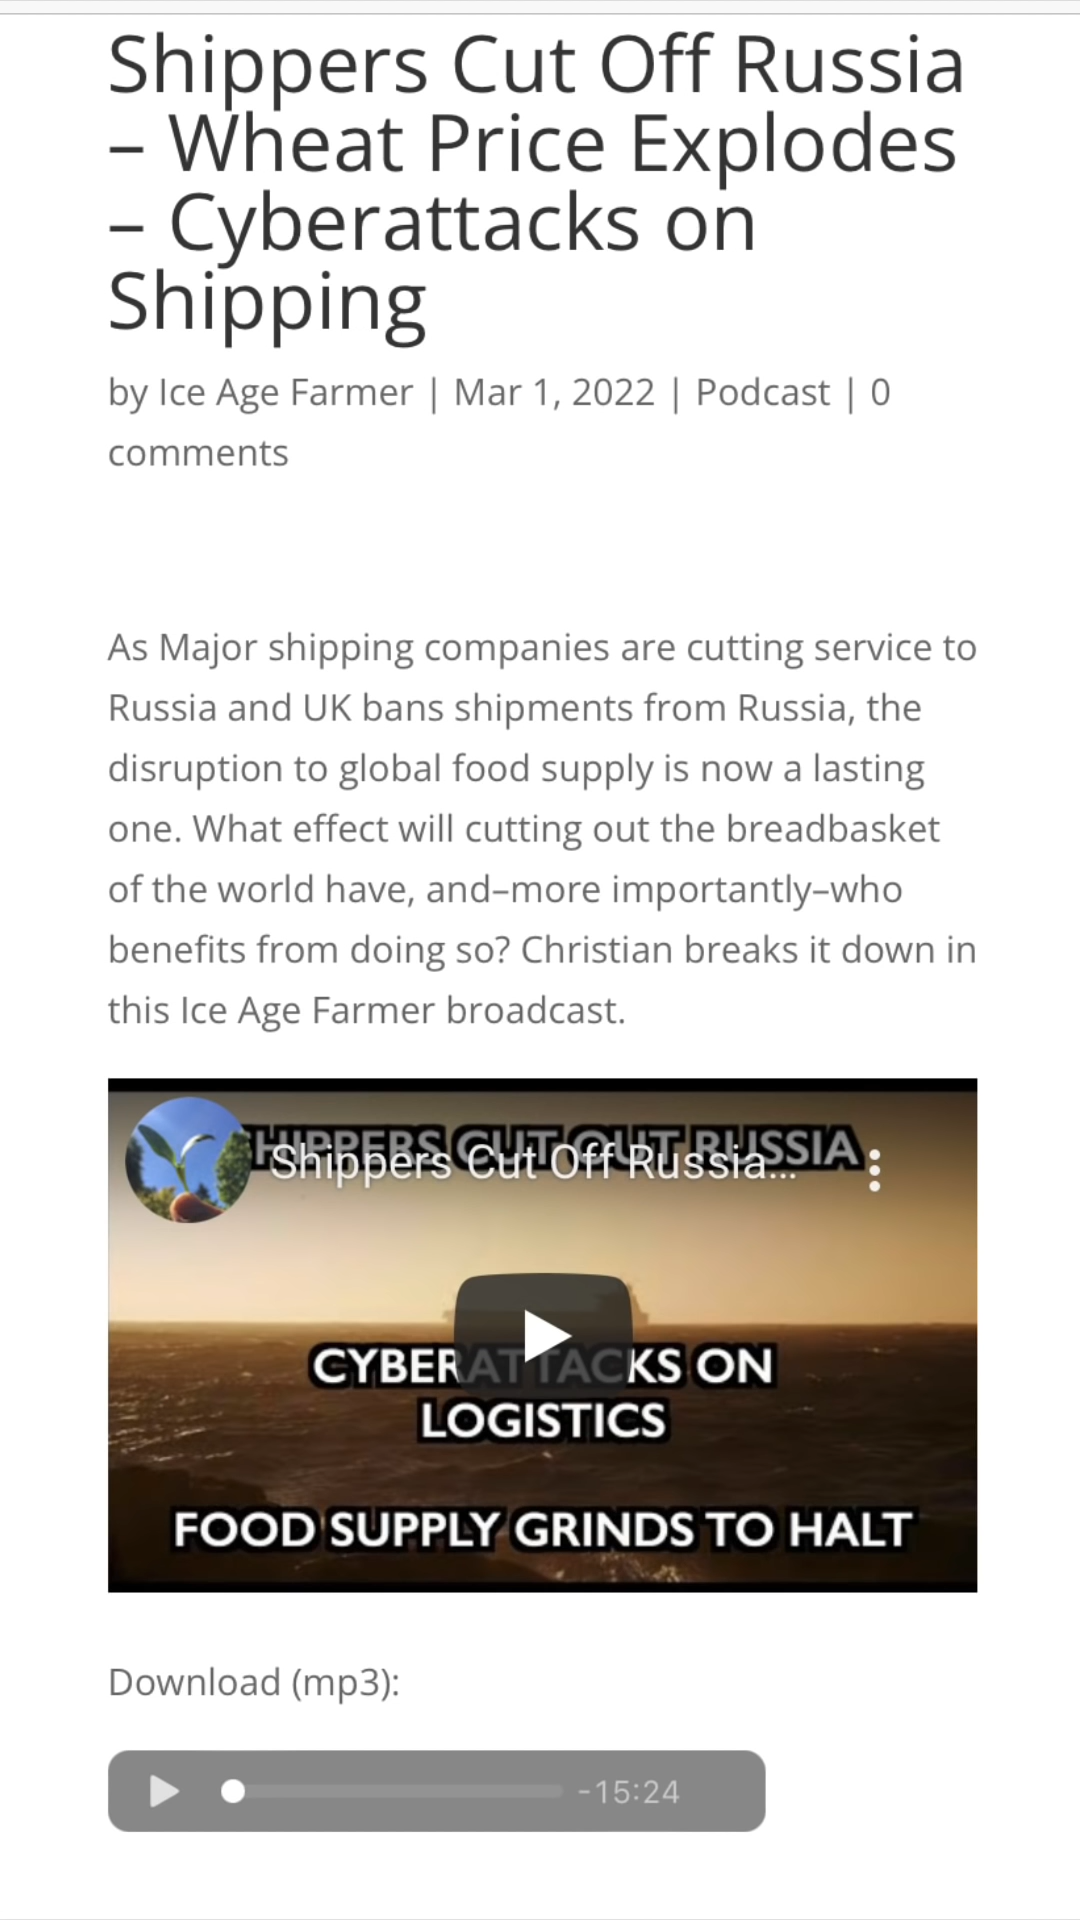 Shippers Cut Off Russia
– Wheat Price Explodes
– Cyberattacks on
Shipping
by Ice Age Farmer | Mar 1, 2022 | Podcast | 0
comments
As Major shipping companies are cutting service to
Russia and UK bans shipments from Russia, the
disruption to global food supply is now a lasting
one. What effect will cutting out the breadbasket
of the world have, and–more importantly–who
benefits from doing so? Christian breaks it down in
this Ice Age Farmer broadcast.
HIPPERS CUT OUT RUSSIA
Shippers Cut Off Russia...
CYBERATTACKS ON
LOGISTICS
FOOD SUPPLY GRINDS TO HALT
Download (mp3):
-15:24